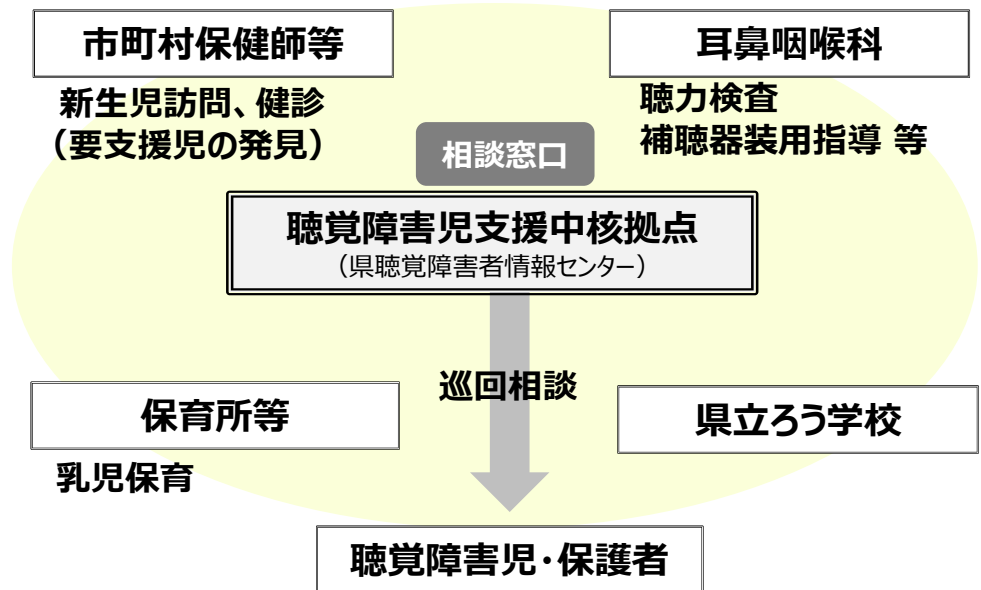 市町村保健師等
新生児訪問、健診
（要支援児の発見）
耳鼻咽喉科
聴力検査
補聴器装用指導 等
相談窓口
聴覚障害児支援中核拠点
（県聴覚障害者情報センター）
巡回相談
保育所等
乳児保育
県立ろう学校
聴覚障害児・保護者